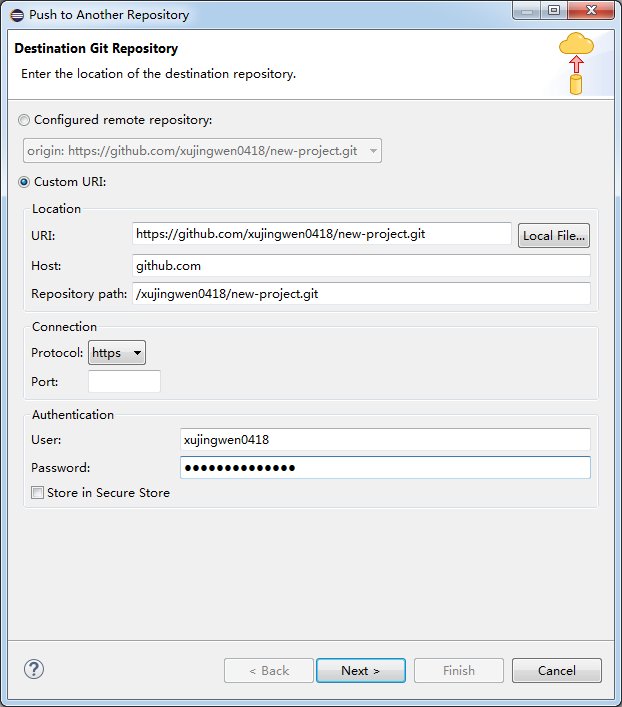 Push to Another Repository
Destination Git Repository
Enter the location of the destination repository.
Configured remote repository:
origin: https://github.com/xujingwen0418/new-project.git
Custom URI:
Location
URI: https://github.com/xujingwen0418/new-project.git Local File...
Host: github.com
Repository path: /xujingwen0418/new-project.git
Connection
Protocol: https
Port:
Authentication
User: xujingwen0418
Password: ●●●●●●●●●●●●●●
Store in Secure Store
? < Back Next > Finish Cancel